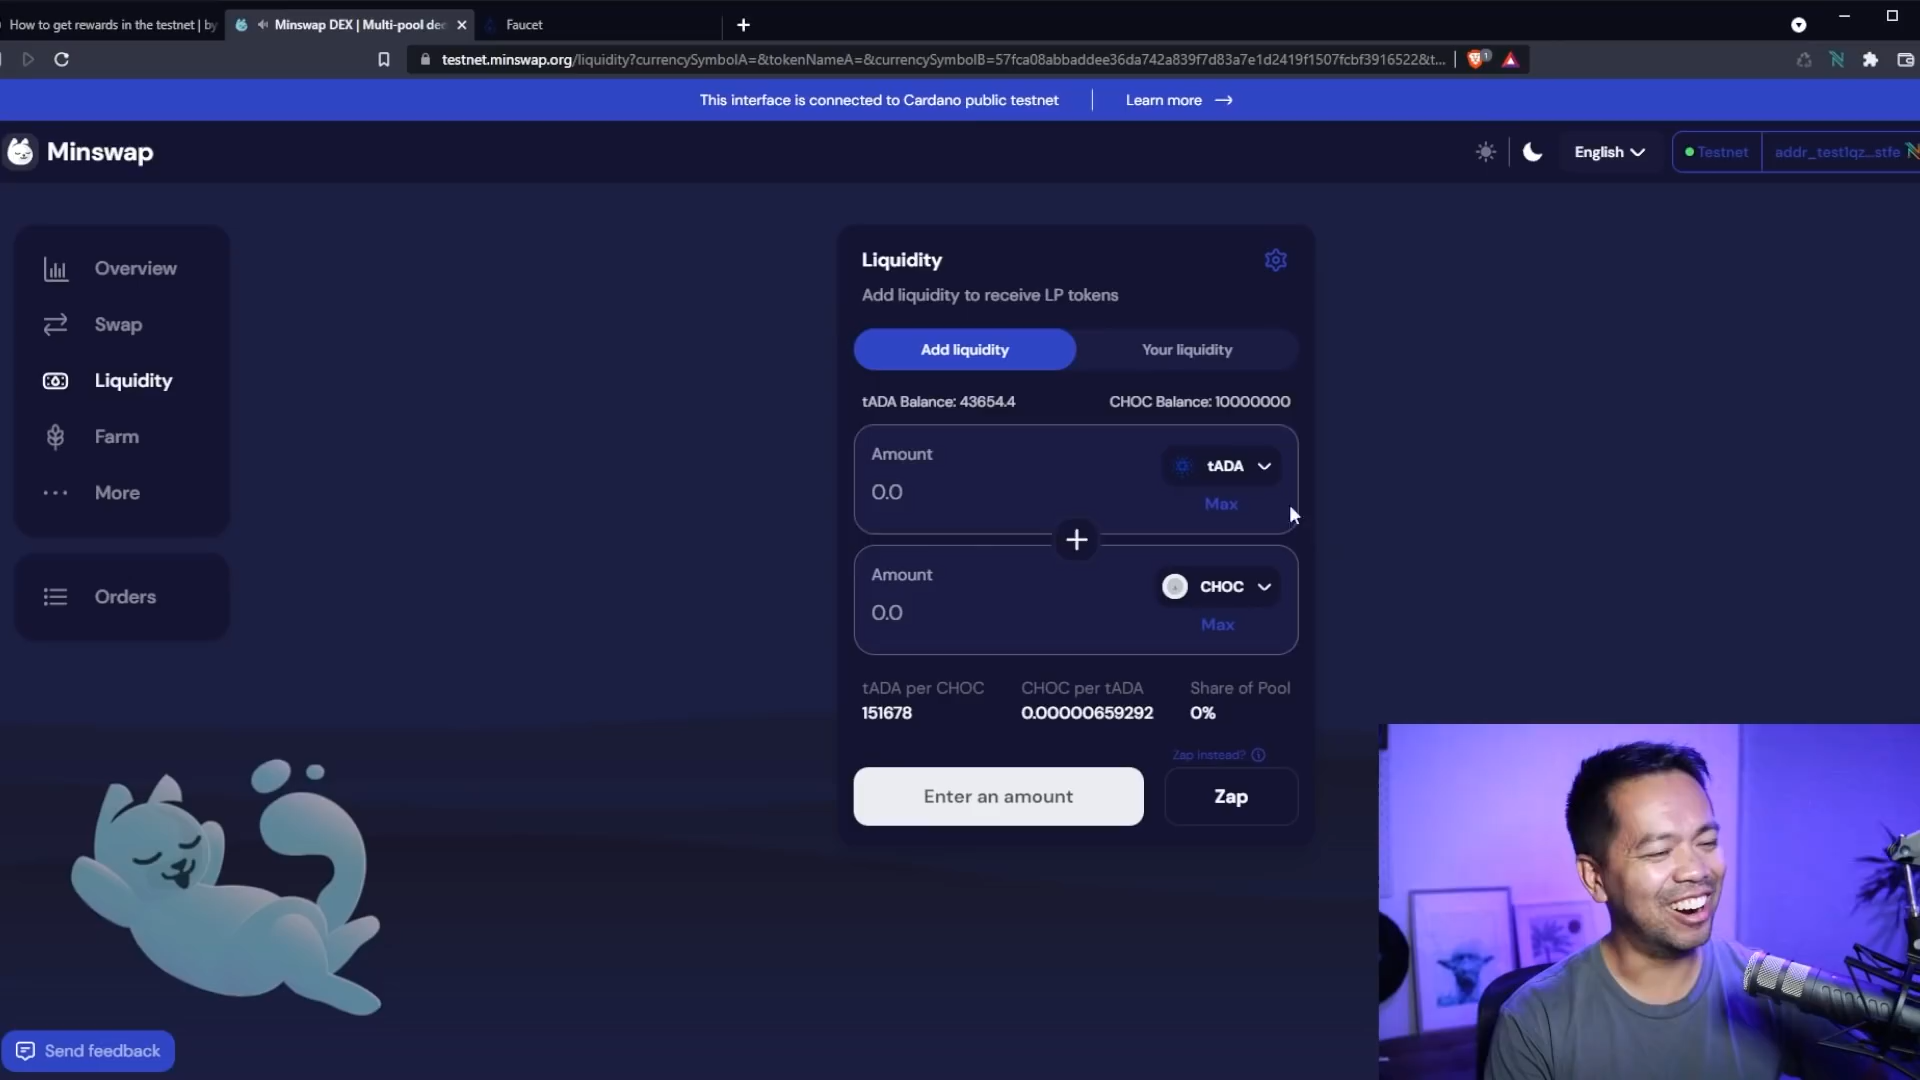 How to get rewards in the testnet | by
Minswap DEX | Multi-pool dec
Faucet
testnet.minswap.org/liquidity?currencySymbolA=&tokenNameA=&currencySymbolB=57fca08abbaddee36da742a839f7d83a7e1d2419f1507fcbf3916522&t...
1
This interface is connected to Cardano public testnet
Learn more
Minswap
English
Testnet
addr_test1qz...stfe
Overview
Swap
Liquidity
Farm
More
Orders
Liquidity
Add liquidity to receive LP tokens
Add liquidity
Your liquidity
tADA Balance: 43654.4
CHOC Balance: 10000000
Amount
tADA
0.0
Max
Amount
CHOC
0.0
Max
tADA per CHOC
CHOC per tADA
Share of Pool
151678
0.00000659292
0%
Zap instead?
Enter an amount
Zap
Send feedback